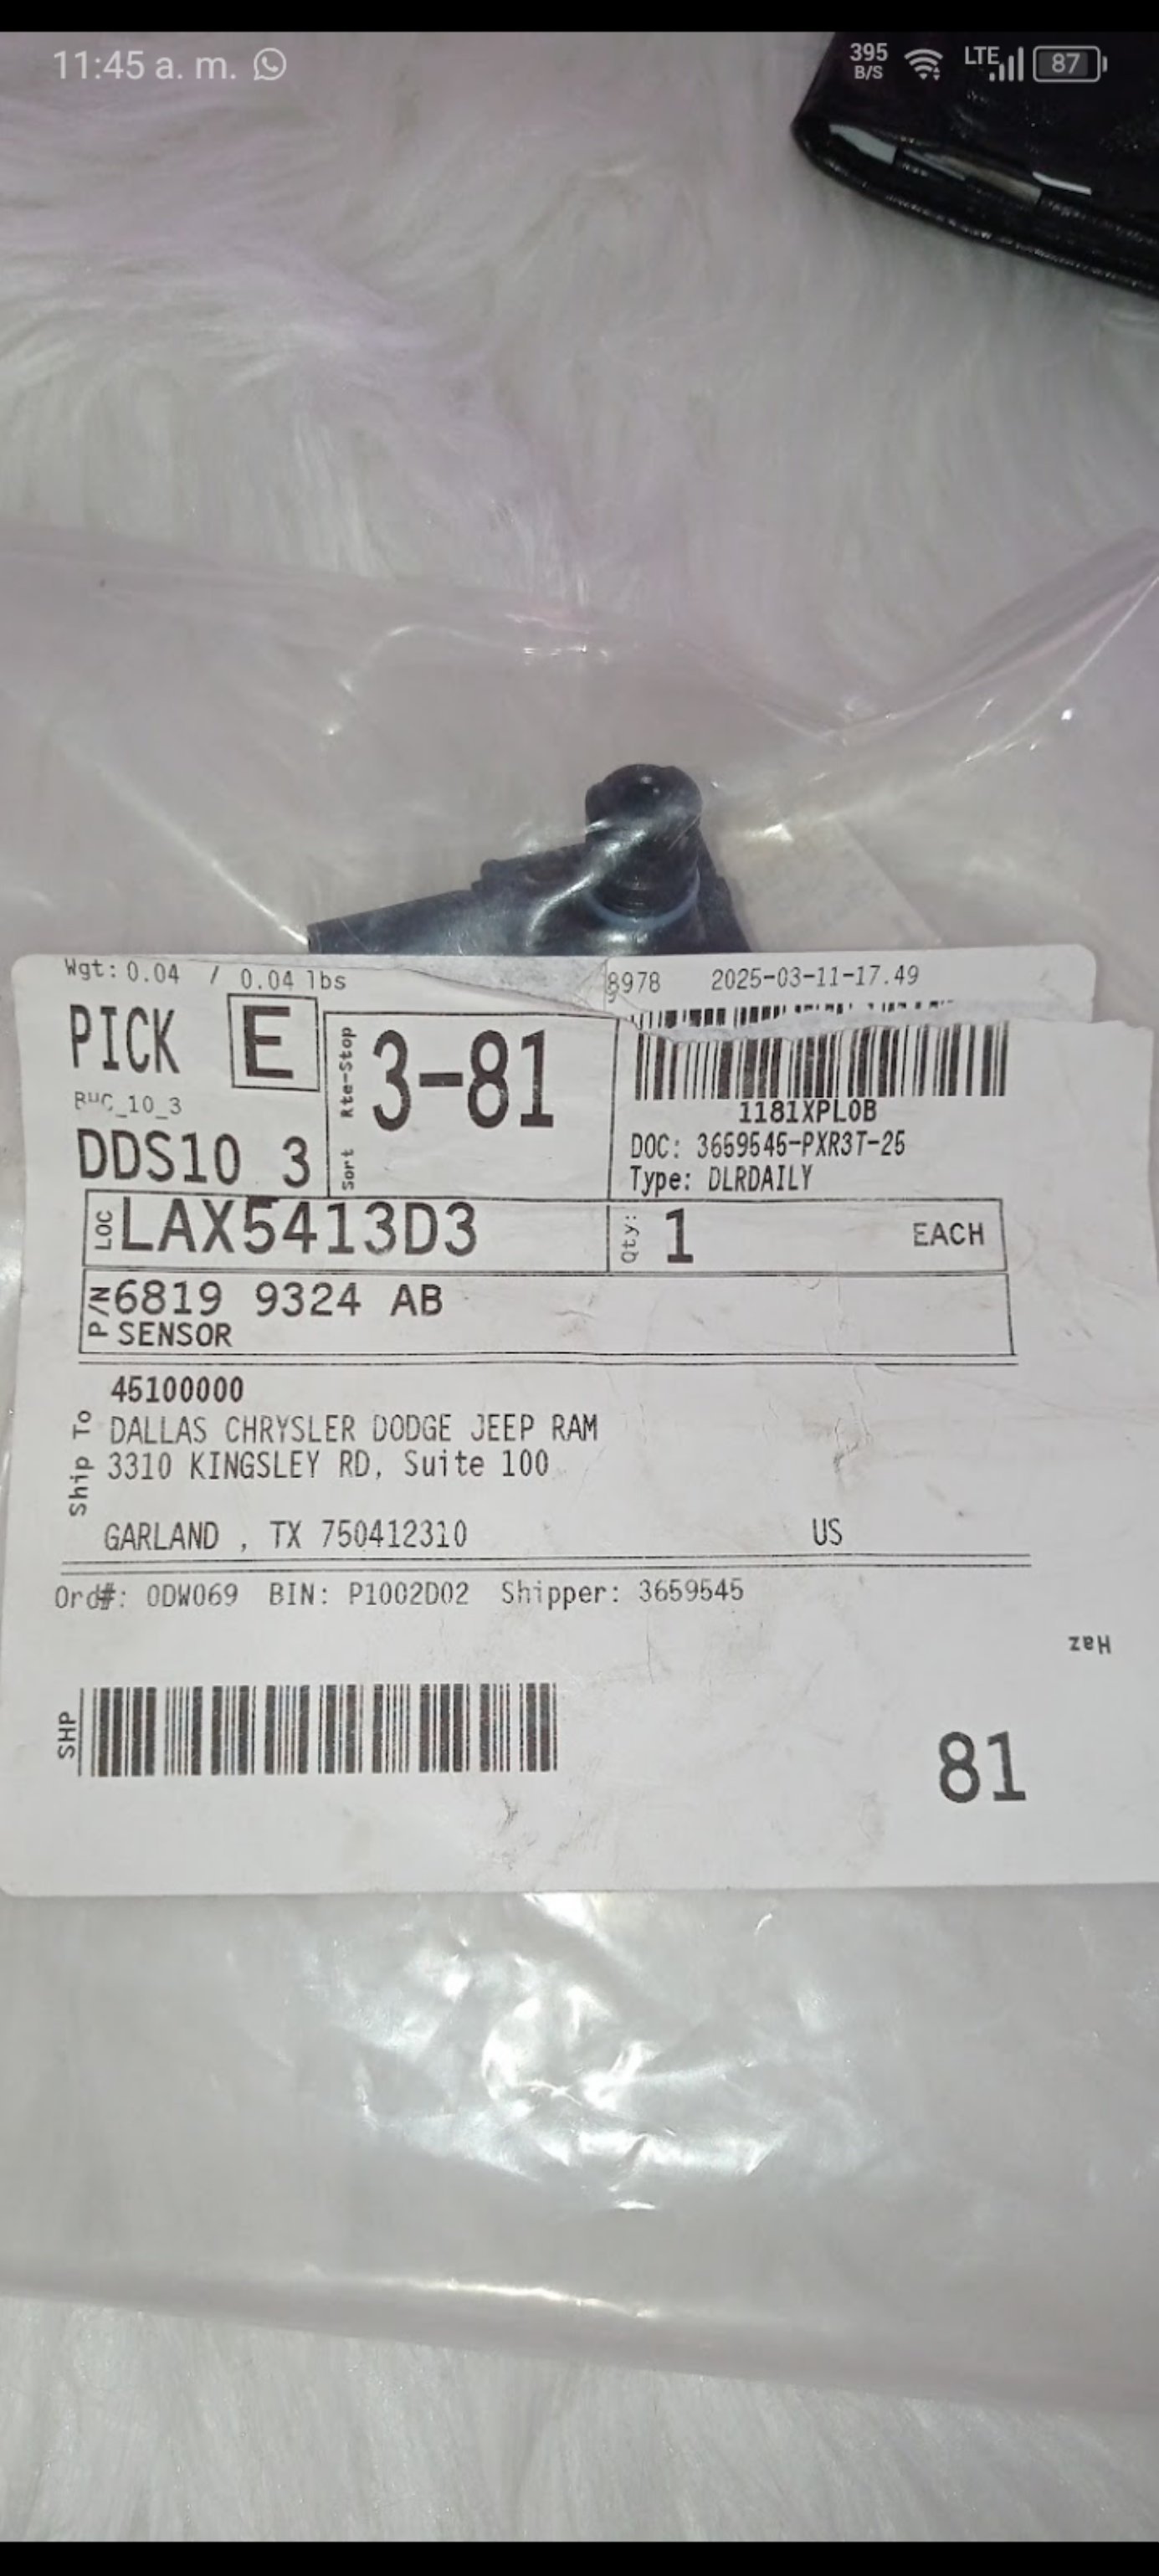 11:45 a. m.
395
B/S
LTE
87
Wgt: 0.04 / 0.04 lbs
8978 2025-03-11-17.49
PICK E
Rte-Stop
3-81
Sort
_10_3
DDS10 3
1181XPL0B
DOC: 3659545-PXR3T-25
Type: DLRDAILY
LOC LAX5413D3
Qty: 1 EACH
P/N 6819 9324 AB
SENSOR
Ship To
45100000
DALLAS CHRYSLER DODGE JEEP RAM
3310 KINGSLEY RD, Suite 100
GARLAND , TX 750412310 US
Ord#: 0DW069 BIN: P1002D02 Shipper: 3659545
Haz
SHP
81